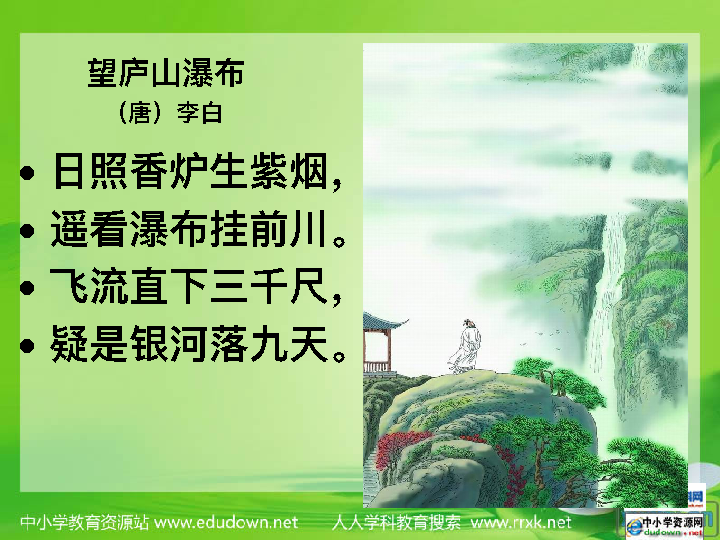 望庐山瀑布
（唐）李白
• 日照香炉生紫烟，
• 遥看瀑布挂前川。
• 飞流直下三千尺，
• 疑是银河落九天。
中小学教育资源站 www.edudown.net 人人学科教育搜索 www.rrxk.net
中小学资源网
edudown.net